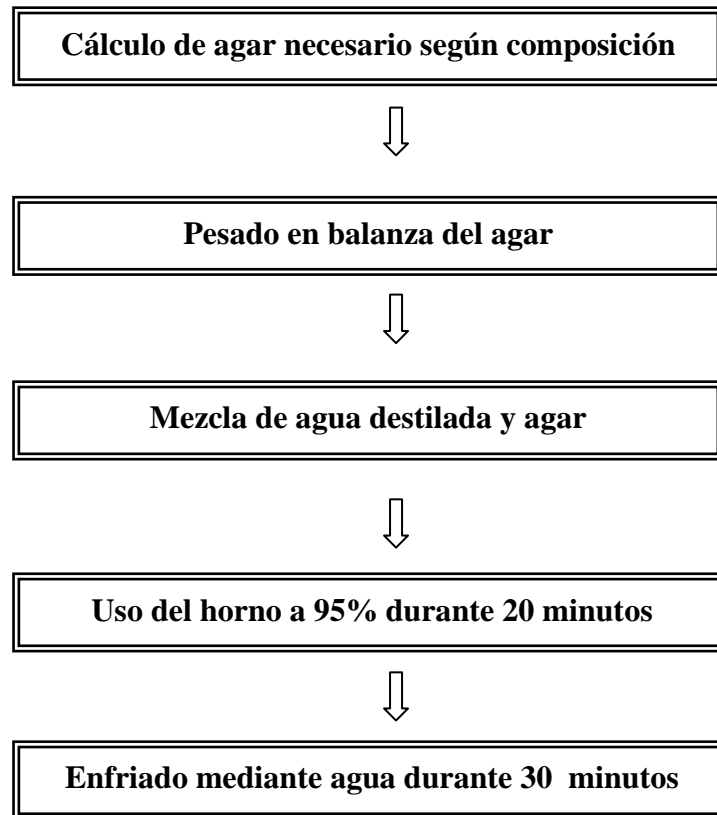 Cálculo de agar necesario según composición
Pesado en balanza del agar
Mezcla de agua destilada y agar
Uso del horno a 95% durante 20 minutos
Enfriado mediante agua durante 30 minutos